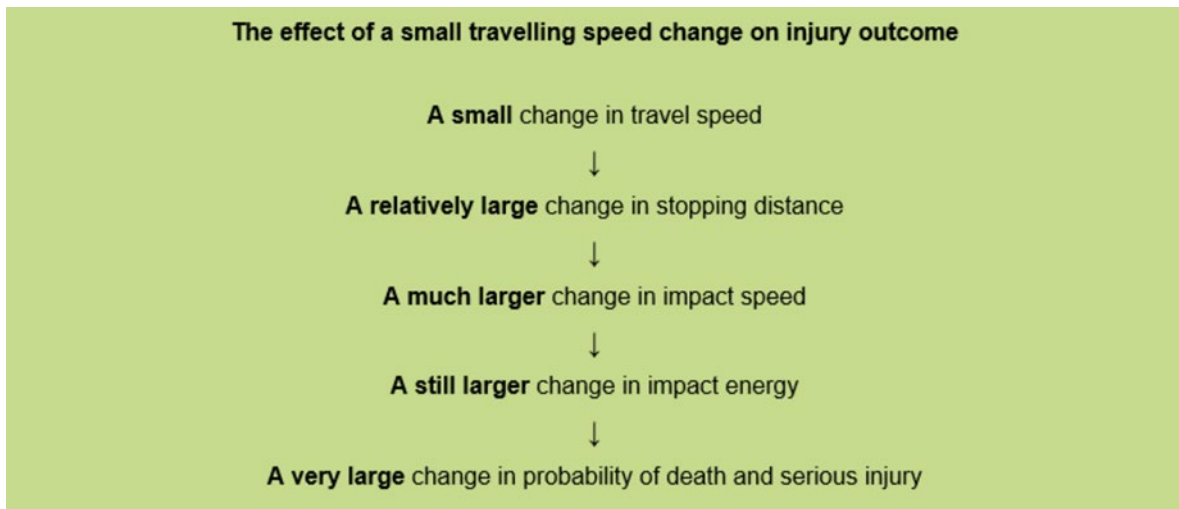 The effect of a small travelling speed change on injury outcome
A small change in travel speed
↓
A relatively large change in stopping distance
↓
A much larger change in impact speed
↓
A still larger change in impact energy
↓
A very large change in probability of death and serious injury